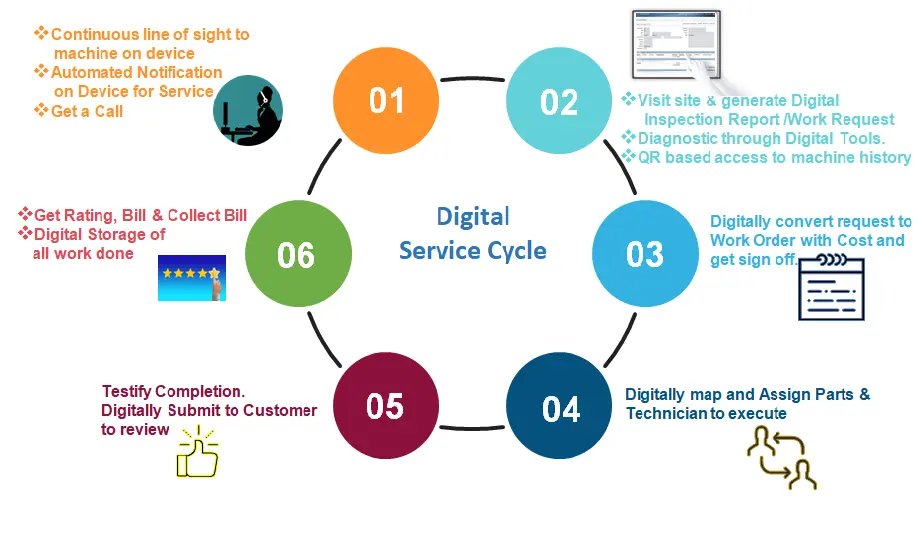 ❖Continuous line of sight to
machine on device
❖Automated Notification
on Device for Service
❖Get a Call
01
02
❖Visit site & generate Digital
Inspection Report /Work Request
❖Diagnostic through Digital Tools.
❖QR based access to machine history
Digital
Service Cycle
03
Digitally convert request to
Work Order with Cost and
get sign off.
04
Digitally map and Assign Parts &
Technician to execute
05
Testify Completion.
Digitally Submit to Customer
to review
06
❖Get Rating, Bill & Collect Bill
❖Digital Storage of
all work done